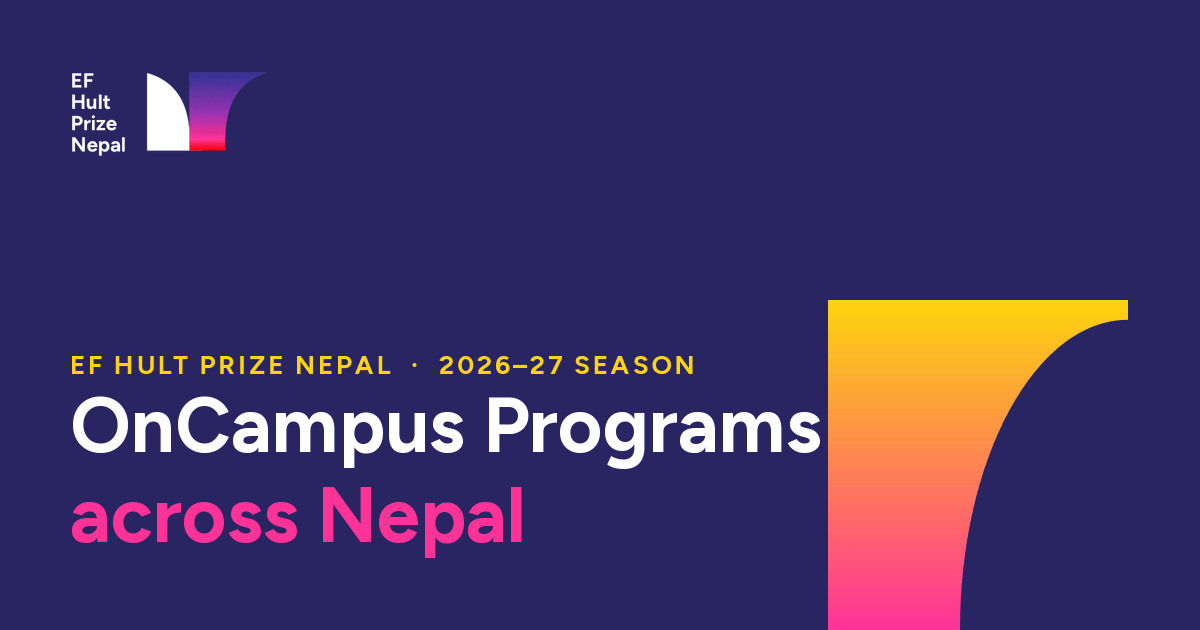 EF
Hult
Prize
Nepal
EF HULT PRIZE NEPAL · 2026–27 SEASON
OnCampus Programs
across Nepal